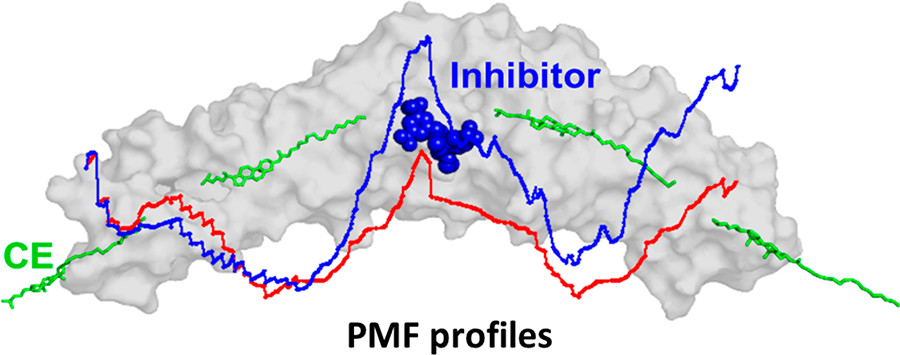 Inhibitor
CE
PMF profiles